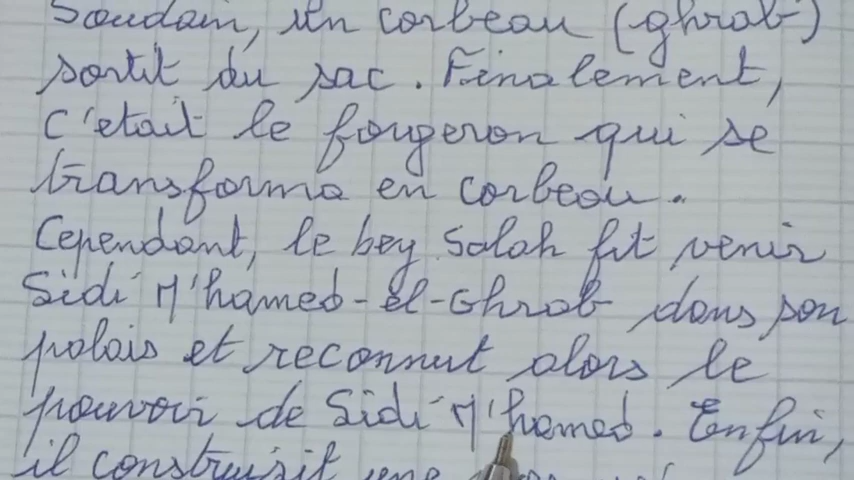 Soudain, un corbeau (ghrab)
sortit du sac. Finalement,
c'etait le forgeron qui se
transforma en corbeau.
Cependant, le bey Salah fit venir
Sidi M'hamed-el-Ghrab dans son
palais et reconnut alors le
pouvoir de Sidi M'hamed. Enfin,
il construisit une